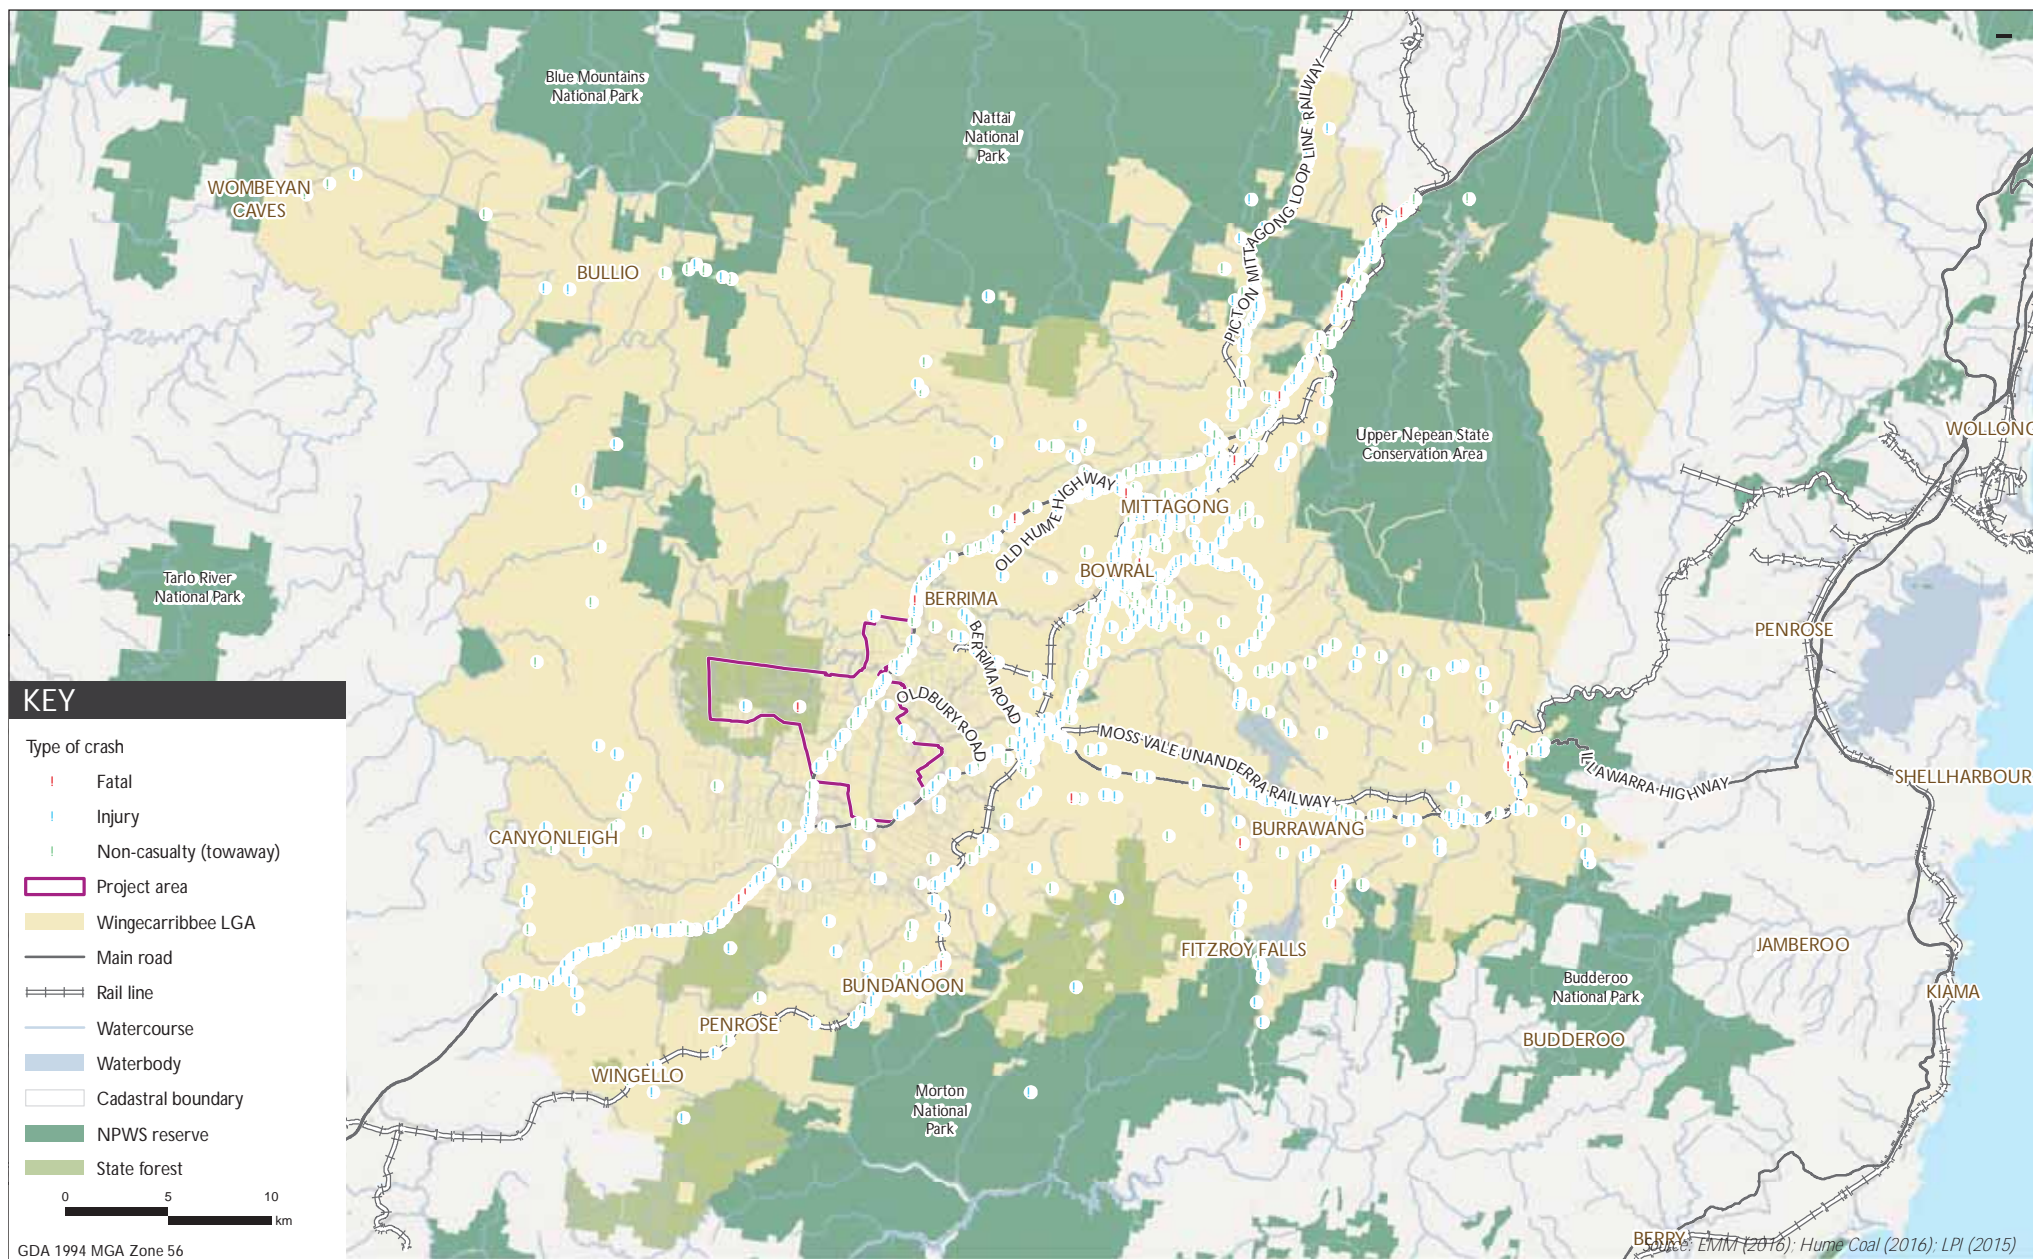 Blue Mountains
National Park
Nattai
National
Park
PICTON MITTAGONG LOOP LINE RAILWAY
WOMBEYAN
CAVES
BULLIO
Upper Nepean State
Conservation Area
WOLLONG
OLD HUME HIGHWAY
MITTAGONG
BOWRAL
Tarlo River
National Park
BERRIMA
BERRIMA ROAD
PENROSE
OLDBURY ROAD
MOSS VALE UNANDERRA RAILWAY
ILLAWARRA HIGHWAY
SHELLHARBOUR
CANYONLEIGH
BURRAWANG
FITZROY FALLS
JAMBEROO
BUNDANOON
Budderoo
National Park
KIAMA
PENROSE
BUDDEROO
WINGELLO
Morton
National
Park
BERRY
KEY
Type of crash
Fatal
Injury
Non-casualty (towaway)
Project area
Wingecarribbee LGA
Main road
Rail line
Watercourse
Waterbody
Cadastral boundary
NPWS reserve
State forest
0 5 10
km
GDA 1994 MGA Zone 56
Source: EMM (2016); Hume Coal (2016); LPI (2015)